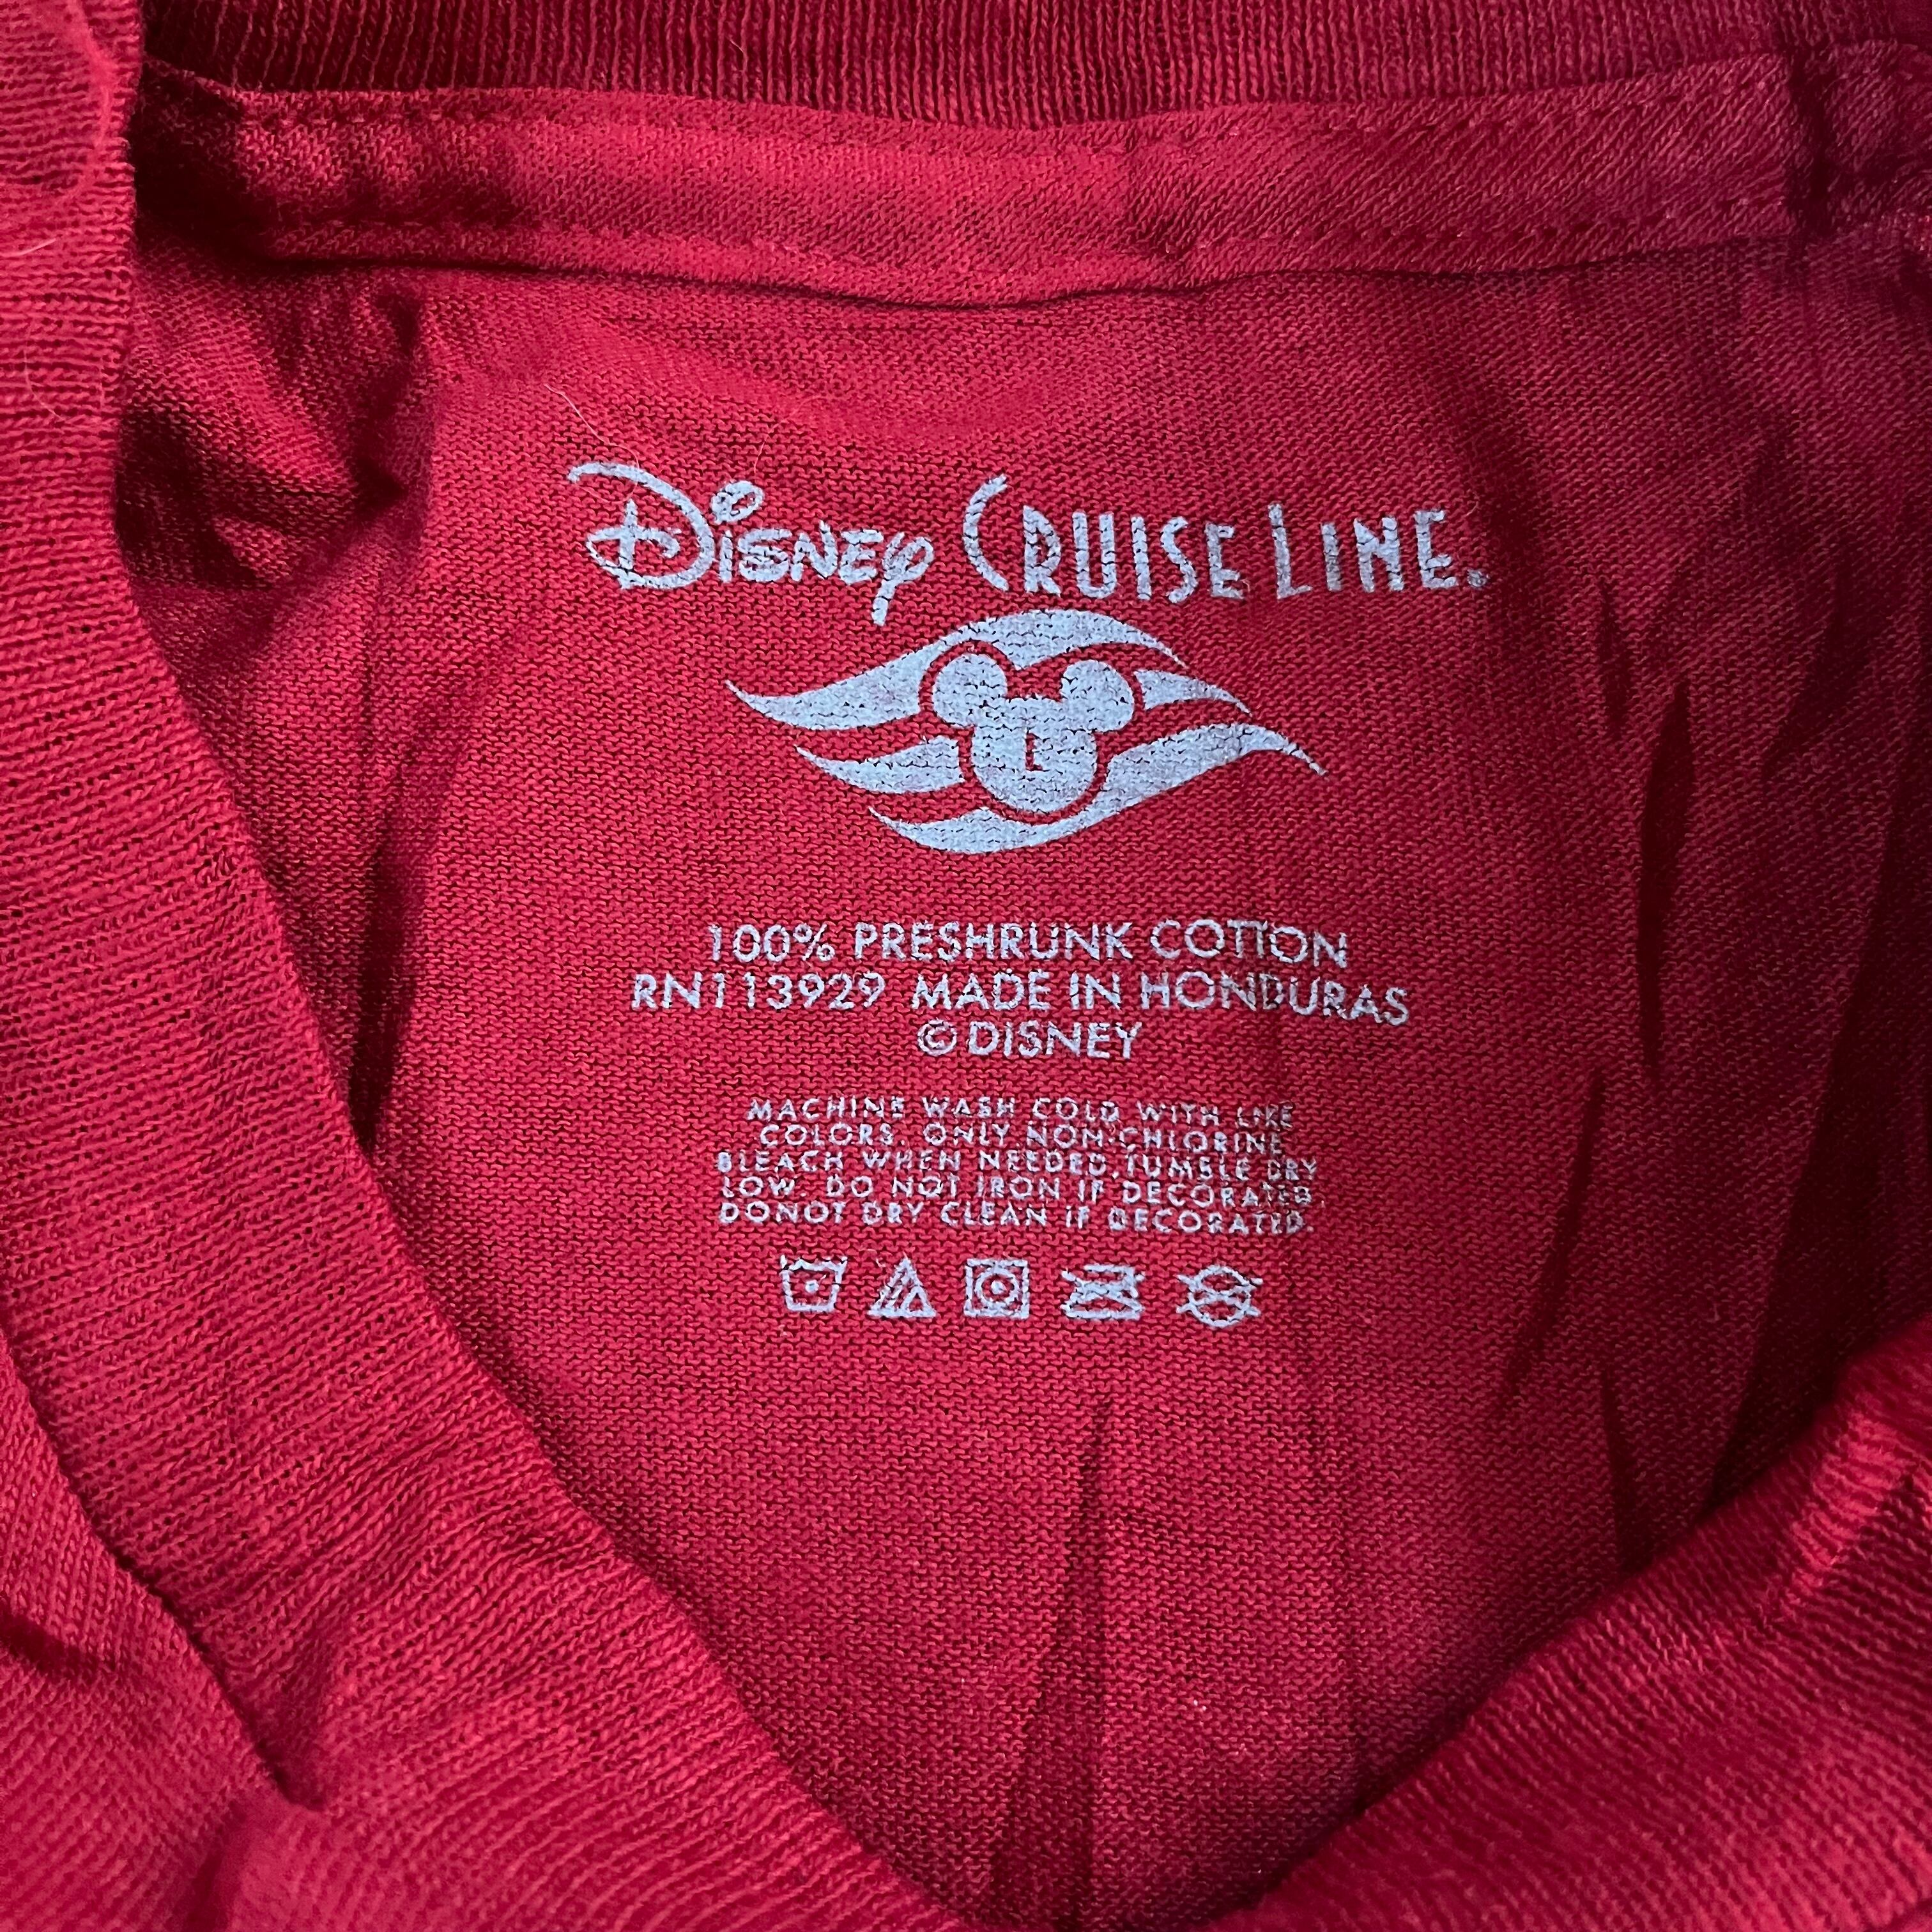 Disney Cruise Line®
L
100% PRESHRUNK COTTON
RN113929 MADE IN HONDURAS
© DISNEY
MACHINE WASH COLD WITH LIKE
COLORS. ONLY NON-CHLORINE
BLEACH WHEN NEEDED, TUMBLE DRY
LOW. DO NOT IRON IF DECORATED.
DONOT DRY CLEAN IF DECORATED.